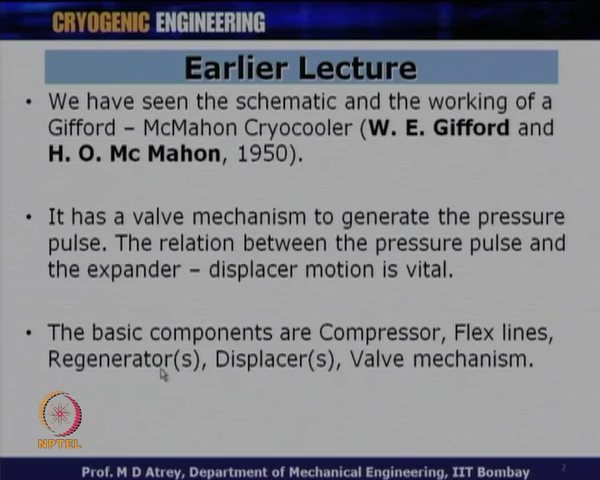 CRYOGENIC ENGINEERING
Earlier Lecture
• We have seen the schematic and the working of a
Gifford – McMahon Cryocooler (W. E. Gifford and
H. O. Mc Mahon, 1950).
• It has a valve mechanism to generate the pressure
pulse. The relation between the pressure pulse and
the expander – displacer motion is vital.
• The basic components are Compressor, Flex lines,
Regenerator(s), Displacer(s), Valve mechanism.
NPTEL
Prof. M D Atrey, Department of Mechanical Engineering, IIT Bombay
2